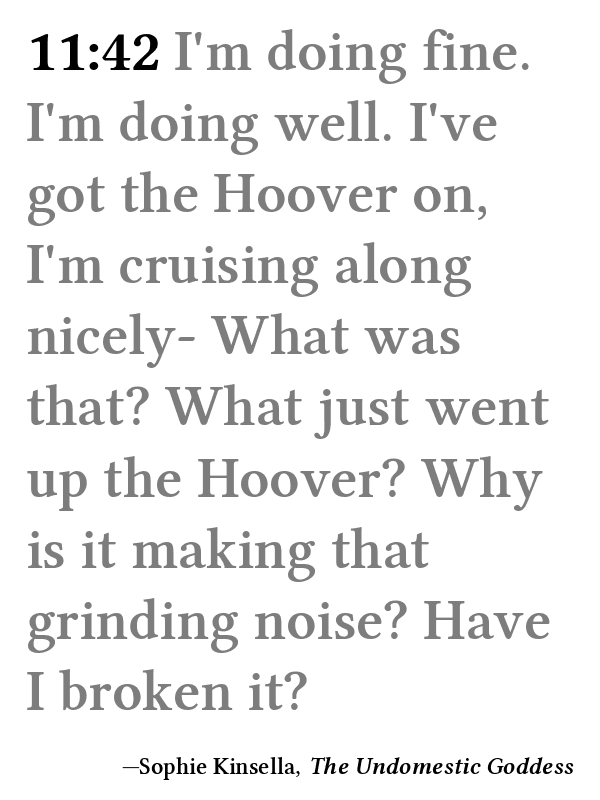 11:42 I'm doing fine.
I'm doing well. I've
got the Hoover on,
I'm cruising along
nicely- What was
that? What just went
up the Hoover? Why
is it making that
grinding noise? Have
I broken it?
—Sophie Kinsella, The Undomestic Goddess